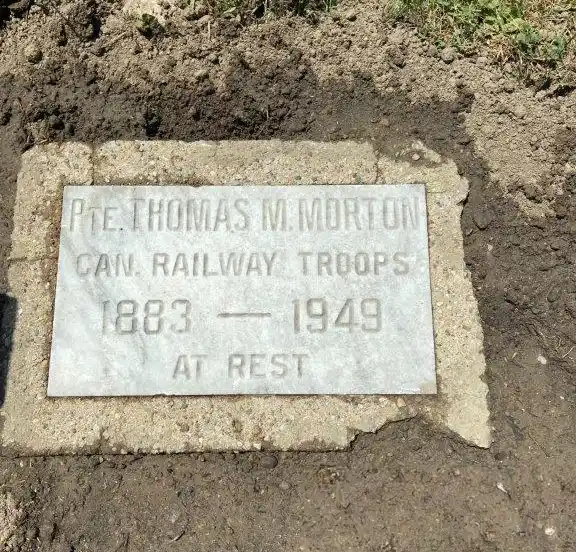 PTE. THOMAS M. MORTON
CAN. RAILWAY TROOPS
1883 — 1949
AT REST